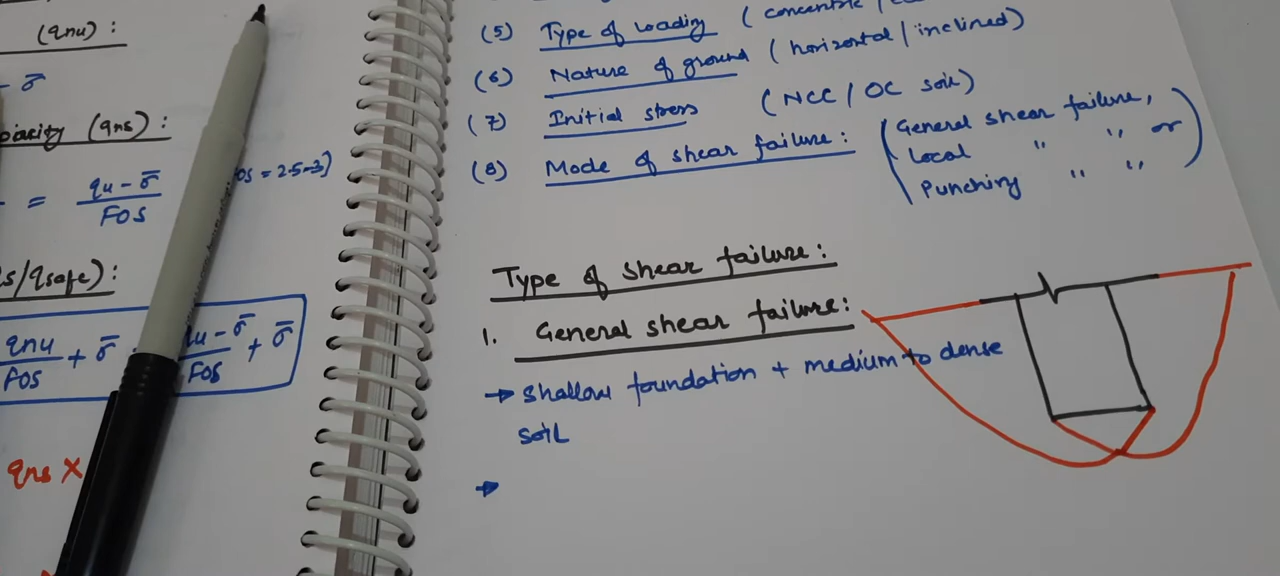 (qnu) :
- σ̄
(qns) :
= qu - σ̄ / FOS
= 2.5-3]
qsafe) :
qnu / FOS + σ̄
- σ̄ / FOS + σ̄
qns ×
(5) Type of loading ( concentric /
(6) Nature of ground ( horizontal / inclined)
(7) Initial stress ( NCC / OC soil)
(8) Mode of shear failure : ( General shear failure,
Local " " or
Punching " " )
Type of shear failure :
1. General shear failure :
→ Shallow foundation + medium to dense
soil
→